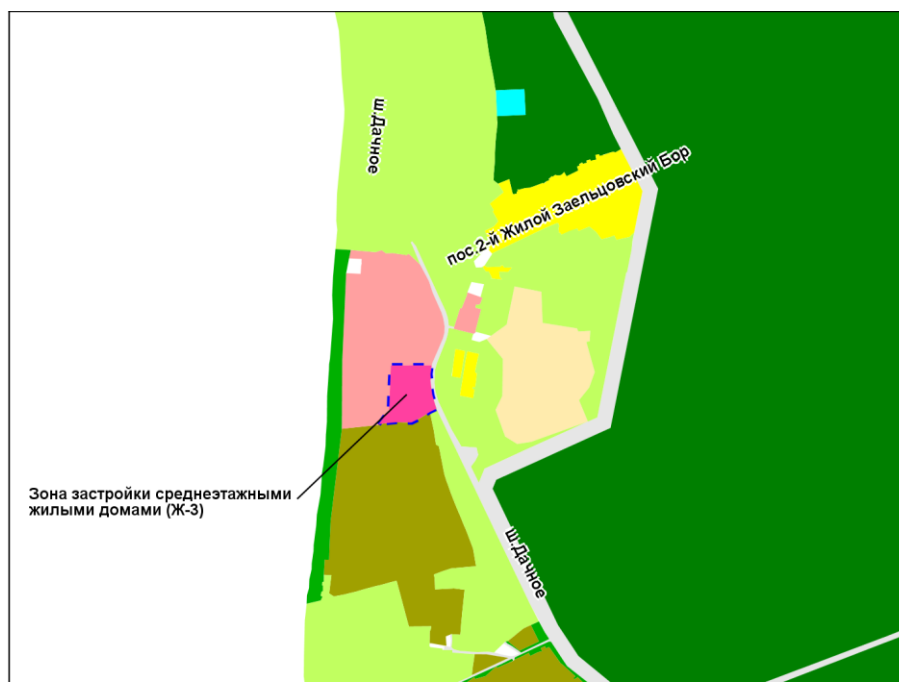 ш.Дачное
пос.2-й Жилой Заельцовский Бор
Зона застройки среднеэтажными
жилыми домами (Ж-3)
ш.Дачное